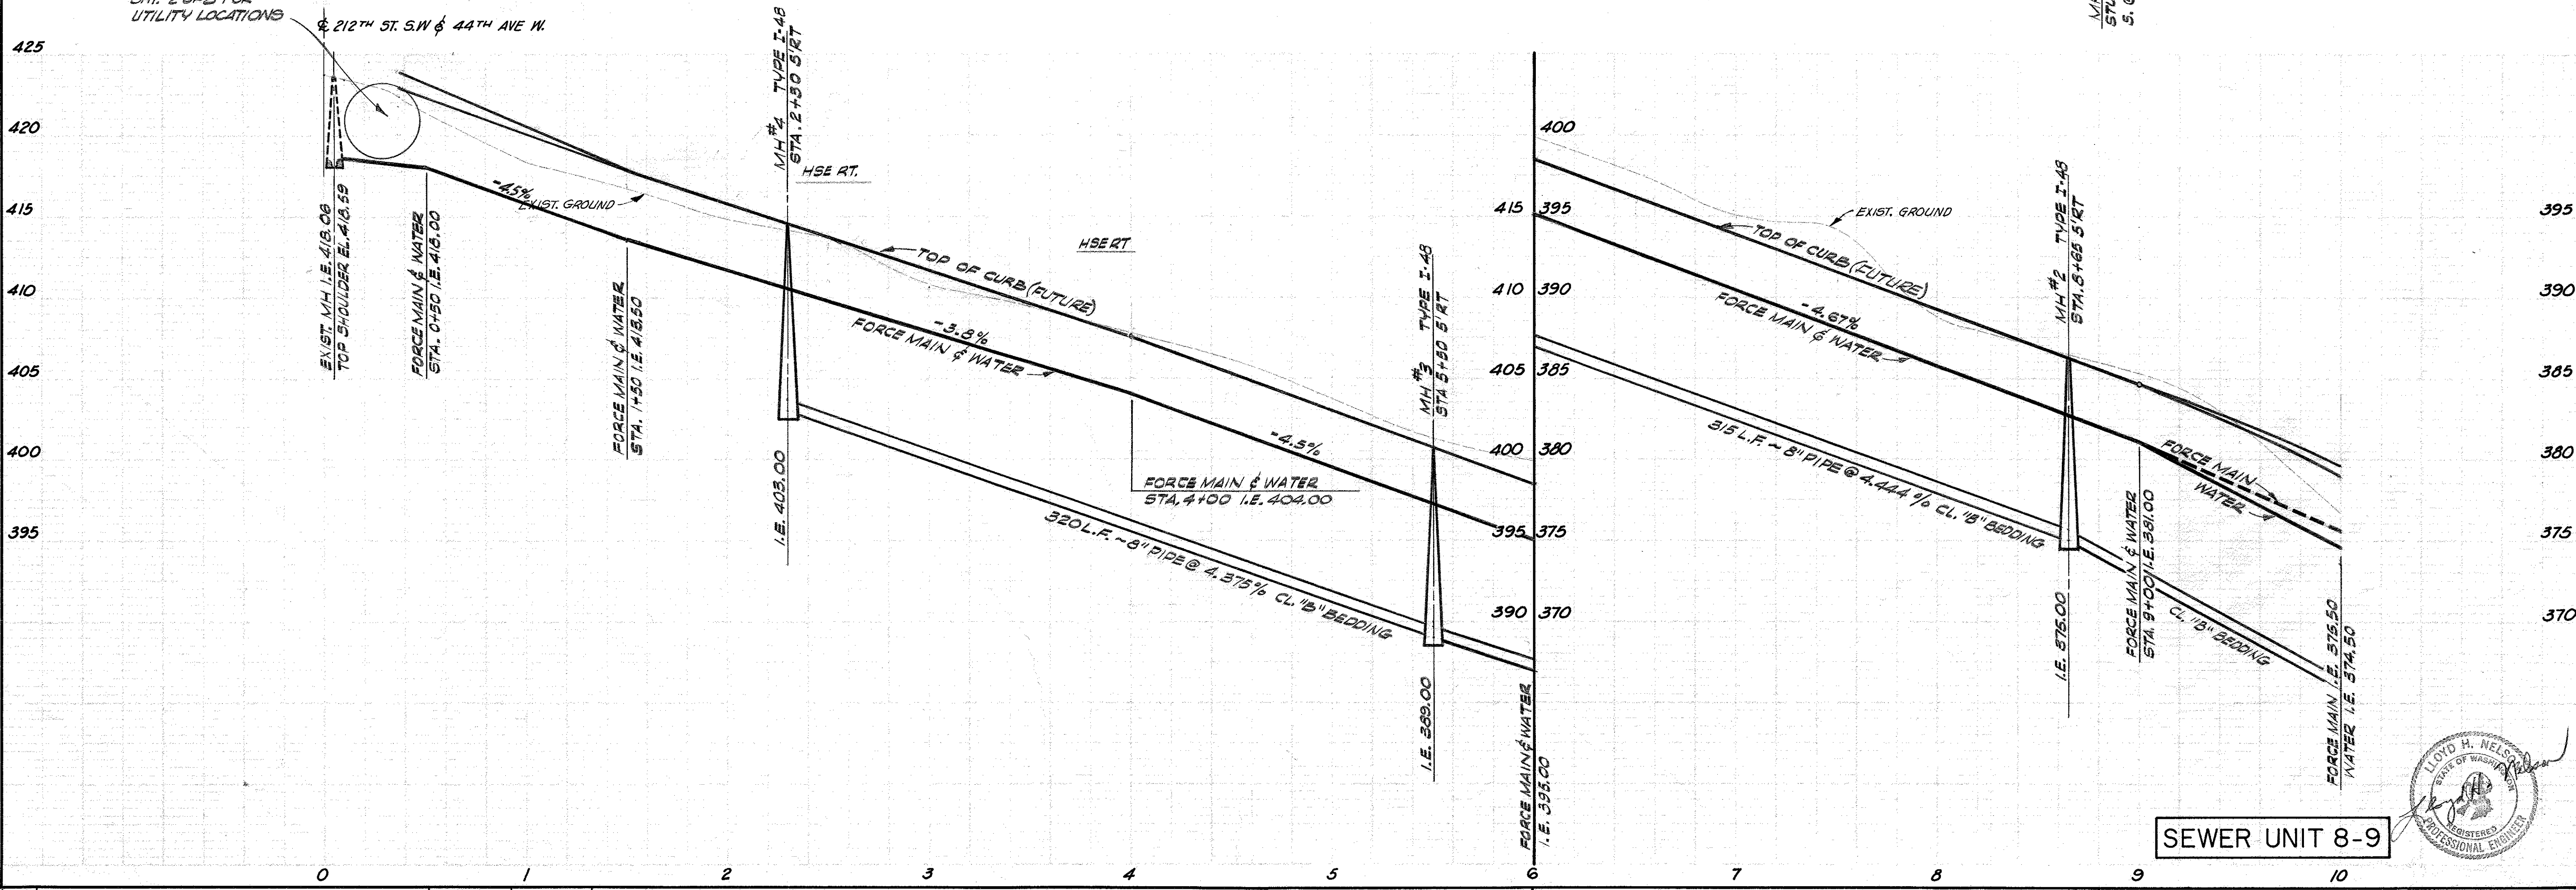 UTILITY LOCATIONS
℄ 212TH ST. S.W & 44TH AVE W.
425
420
415
410
405
400
395
EXIST. MH I.E. 418.06
TOP SHOULDER EL. 418.59
FORCE MAIN & WATER
STA. 0+50 I.E. 418.00
-4.5%
EXIST. GROUND
FORCE MAIN & WATER
STA. 1+50 I.E. 413.50
MH #4 TYPE I-48
STA. 2+30 5' RT
HSE RT.
I.E. 403.00
TOP OF CURB (FUTURE)
-3.8%
FORCE MAIN & WATER
HSE RT
FORCE MAIN & WATER
STA. 4+00 I.E. 404.00
-4.5%
320 L.F. ~ 8" PIPE @ 4.375% CL. "B" BEDDING
MH #3 TYPE I-48
STA 5+50 5' RT
I.E. 389.00
415
410
405
400
395
390
FORCE MAIN & WATER
I.E. 395.00
400
395
390
385
380
375
370
TOP OF CURB (FUTURE)
EXIST. GROUND
-4.67%
FORCE MAIN & WATER
315 L.F. ~ 8" PIPE @ 4.444% CL. "B" BEDDING
MH #2 TYPE I-48
STA. 8+65 5' RT
I.E. 375.00
FORCE MAIN & WATER
STA. 9+00 I.E. 381.00
FORCE MAIN
WATER
CL. "B" BEDDING
FORCE MAIN I.E. 375.50
WATER I.E. 374.50
395
390
385
380
375
370
0 1 2 3 4 5 6 7 8 9 10
SEWER UNIT 8-9
LLOYD H. NELSON
STATE OF WASHINGTON
REGISTERED
PROFESSIONAL ENGINEER
Lloyd H. Nelson